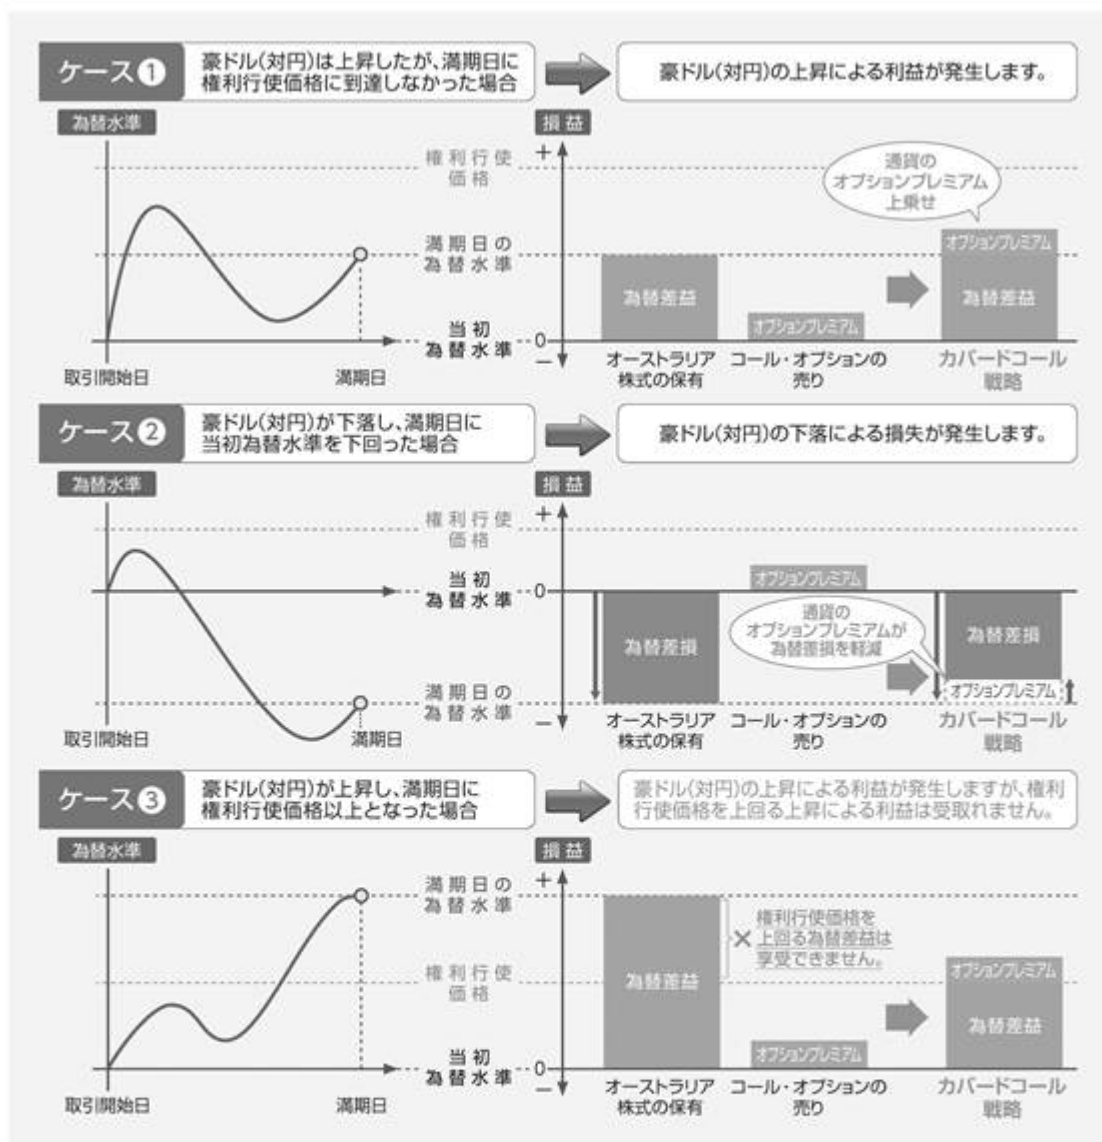 ケース❶
豪ドル(対円)は上昇したが、満期日に
権利行使価格に到達しなかった場合
豪ドル(対円)の上昇による利益が発生します。
為替水準
損益
権利行使
価格
満期日の
為替水準
当初
為替水準
取引開始日
満期日
+
0
−
通貨の
オプションプレミアム
上乗せ
為替差益
オプションプレミアム
オプションプレミアム
為替差益
オーストラリア
株式の保有
コール・オプションの
売り
カバードコール
戦略
ケース❷
豪ドル(対円)が下落し、満期日に
当初為替水準を下回った場合
豪ドル(対円)の下落による損失が発生します。
為替水準
損益
権利行使
価格
当初
為替水準
満期日の
為替水準
取引開始日
満期日
+
0
−
オプションプレミアム
通貨の
オプションプレミアムが
為替差損を軽減
為替差損
為替差損
オプションプレミアム
オーストラリア
株式の保有
コール・オプションの
売り
カバードコール
戦略
ケース❸
豪ドル(対円)が上昇し、満期日に
権利行使価格以上となった場合
豪ドル(対円)の上昇による利益が発生しますが、権利
行使価格を上回る上昇による利益は受取れません。
為替水準
損益
満期日の
為替水準
権利行使
価格
当初
為替水準
取引開始日
満期日
+
0
−
×
権利行使価格を
上回る為替差益は
享受できません。
為替差益
オプションプレミアム
オプションプレミアム
為替差益
オーストラリア
株式の保有
コール・オプションの
売り
カバードコール
戦略